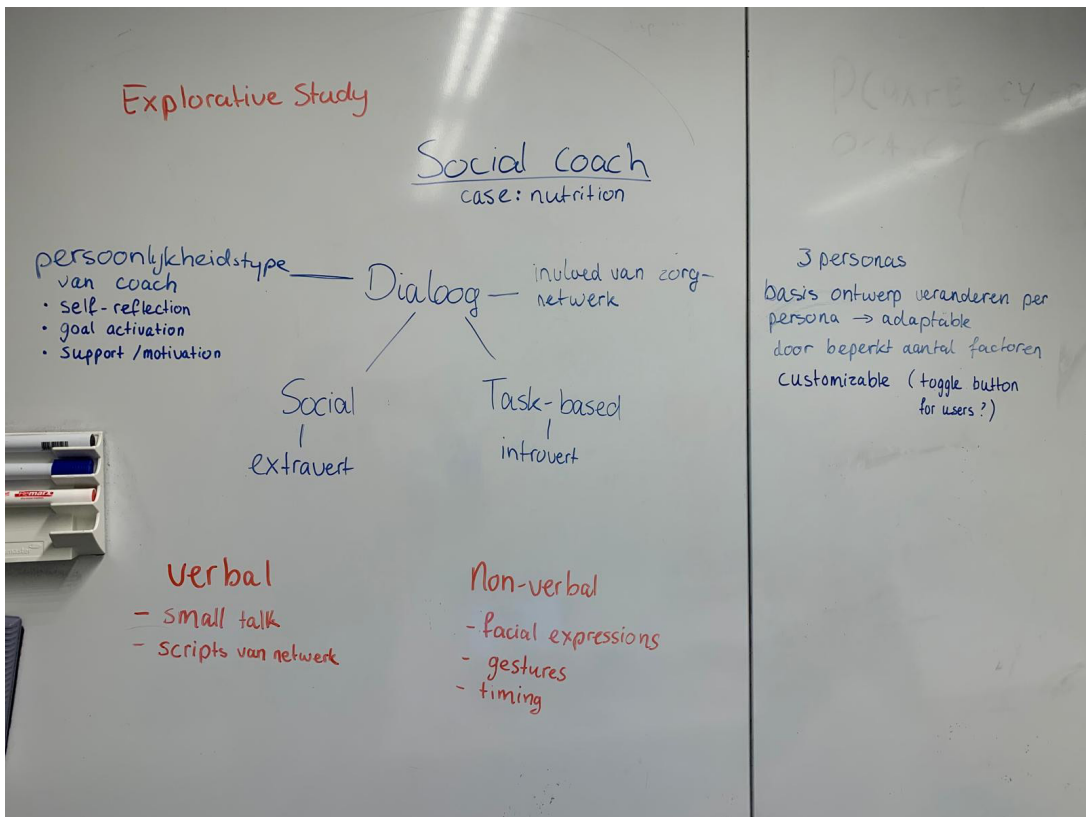 Explorative Study
Social Coach
case: nutrition
persoonlijkheidstype
van coach
• self-reflection
• goal activation
• support/motivation
Dialoog
invloed van zorg-
netwerk
Social
extravert
Task-based
introvert
verbal
- small talk
- scripts van netwerk
Non-verbal
- facial expressions
- gestures
- timing
3 personas
basis ontwerp veranderen per
persona → adaptable
door beperkt aantal factoren
customizable (toggle button
for users?)